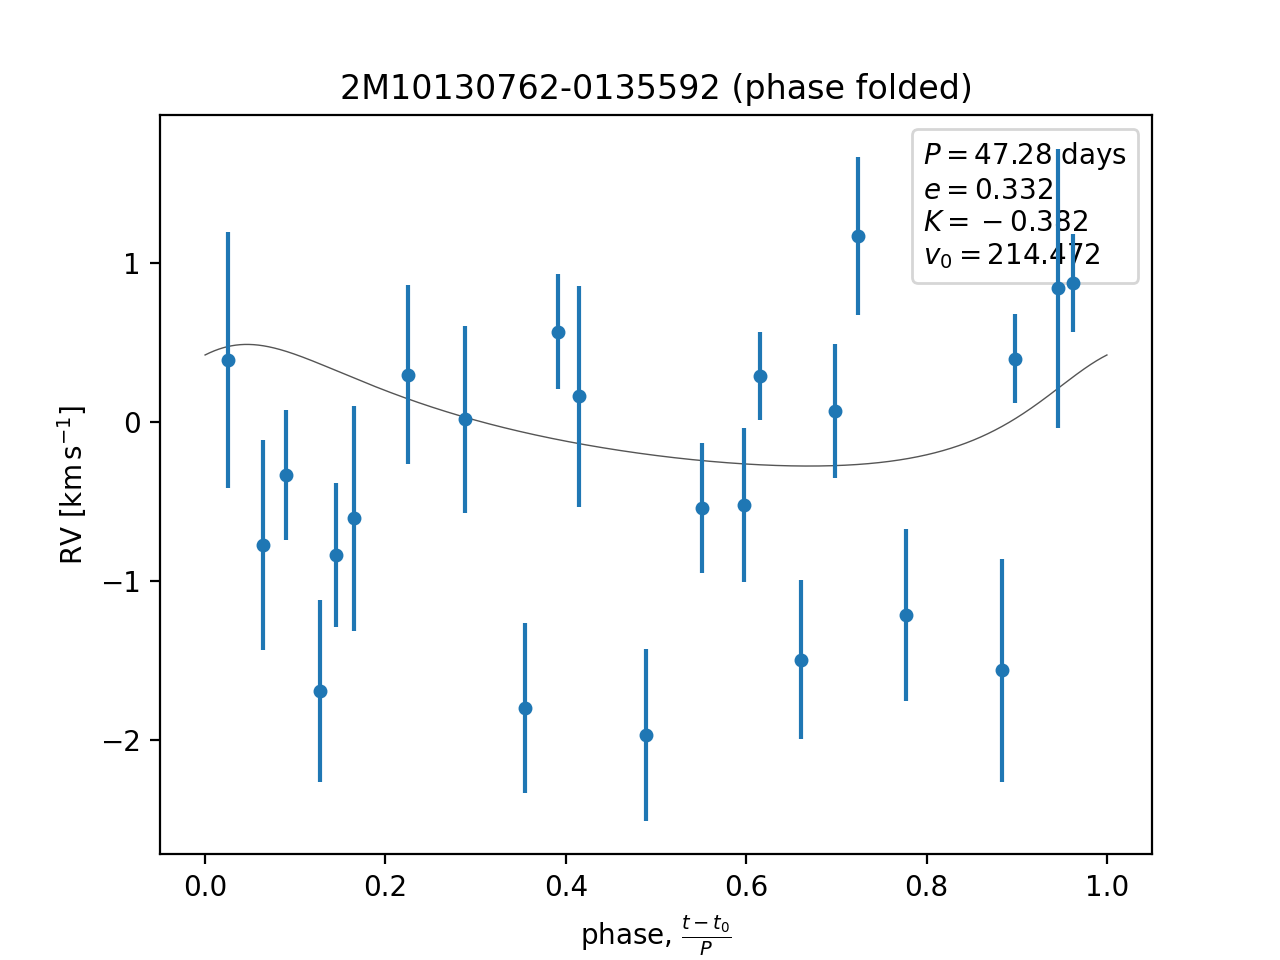 2M10130762-0135592 (phase folded)
P = 47.28 days
e = 0.332
K = −0.382
v₀ = 214.472
RV [km s⁻¹]
1
0
−1
−2
0.0 0.2 0.4 0.6 0.8 1.0
phase, (t − t₀)/P